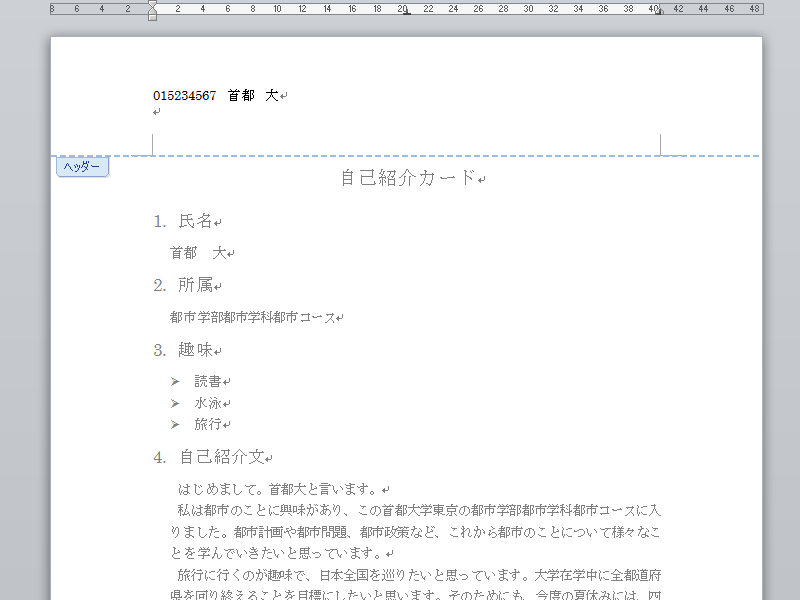 8 6 4 2 2 4 6 8 10 12 14 16 18 20 22 24 26 28 30 32 34 36 38 40 42 44 46 48
015234567 首都 大
ヘッダー
自己紹介カード
1. 氏名
首都 大
2. 所属
都市学部都市学科都市コース
3. 趣味
➤ 読書
➤ 水泳
➤ 旅行
4. 自己紹介文
はじめまして。首都大と言います。
私は都市のことに興味があり、この首都大学東京の都市学部都市学科都市コースに入
りました。都市計画や都市問題、都市政策など、これから都市のことについて様々なこ
とを学んでいきたいと思っています。
旅行に行くのが趣味で、日本全国を巡りたいと思っています。大学在学中に全都道府
県を回り終えることを目標にしたいと思います。そのためにも、今度の夏休みには、四